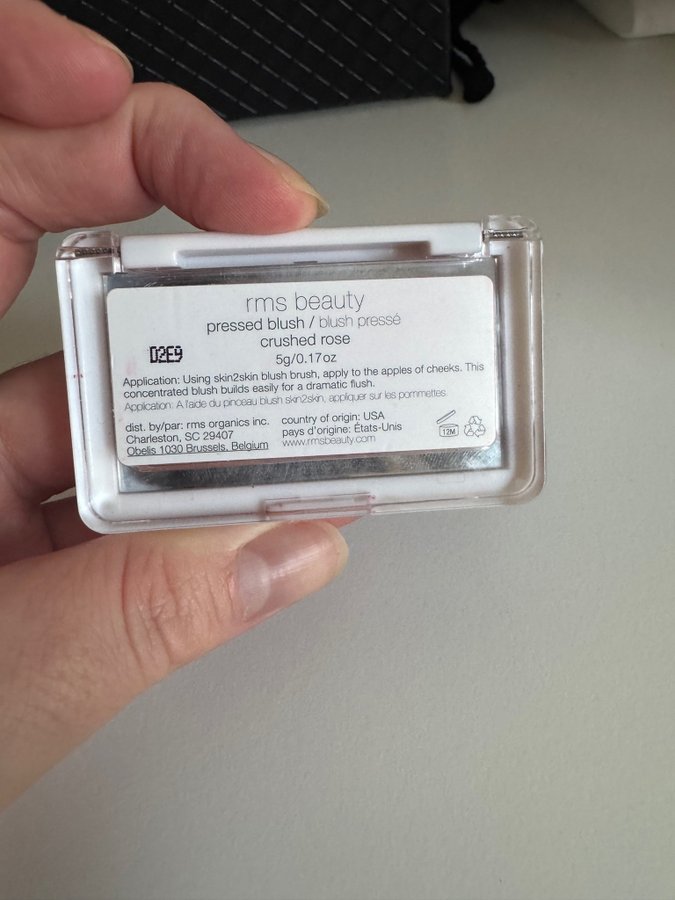 rms beauty
pressed blush / blush pressé
crushed rose
D2E9
5g/0.17oz
Application: Using skin2skin blush brush, apply to the apples of cheeks. This
concentrated blush builds easily for a dramatic flush.
Application: A l'aide du pinceau blush skin2skin, appliquer sur les pommettes.
dist. by/par: rms organics inc.
Charleston, SC 29407
Obelis 1030 Brussels, Belgium
country of origin: USA
pays d'origine: États-Unis
www.rmsbeauty.com
12M